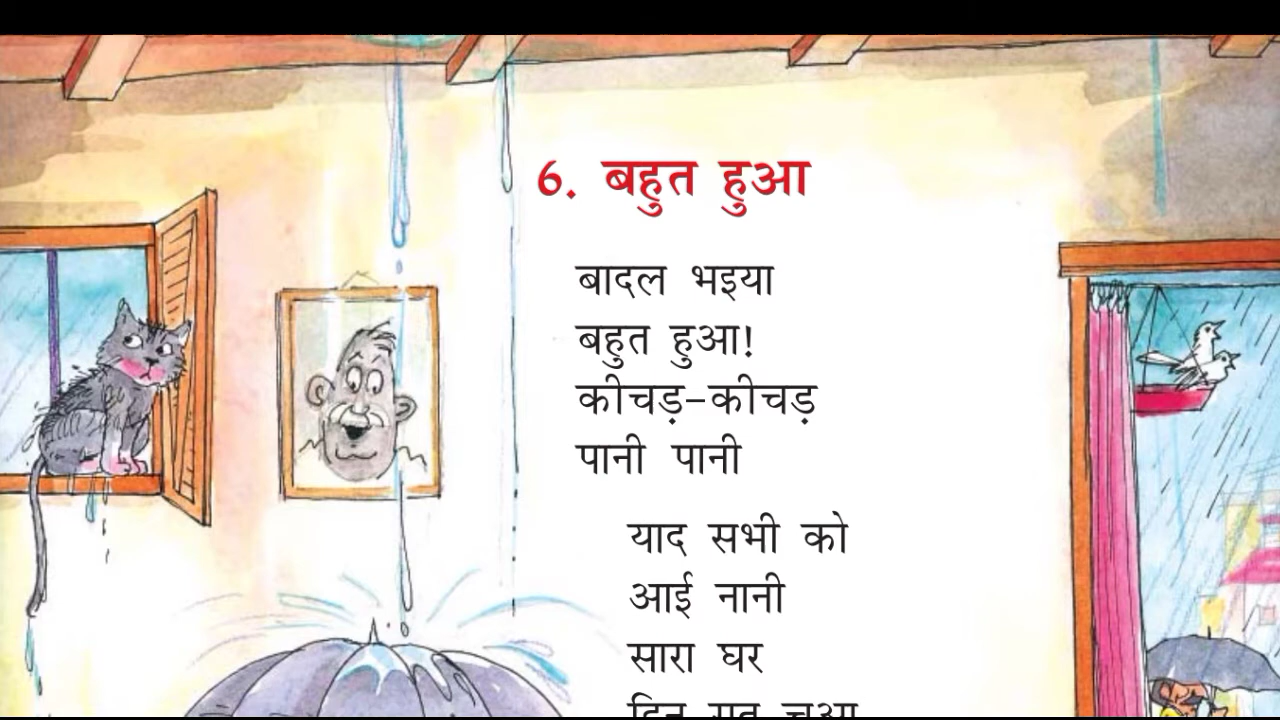 6. बहुत हुआ
बादल भइया
बहुत हुआ!
कीचड़-कीचड़
पानी पानी
याद सभी को
आई नानी
सारा घर
दिन रात चुआ